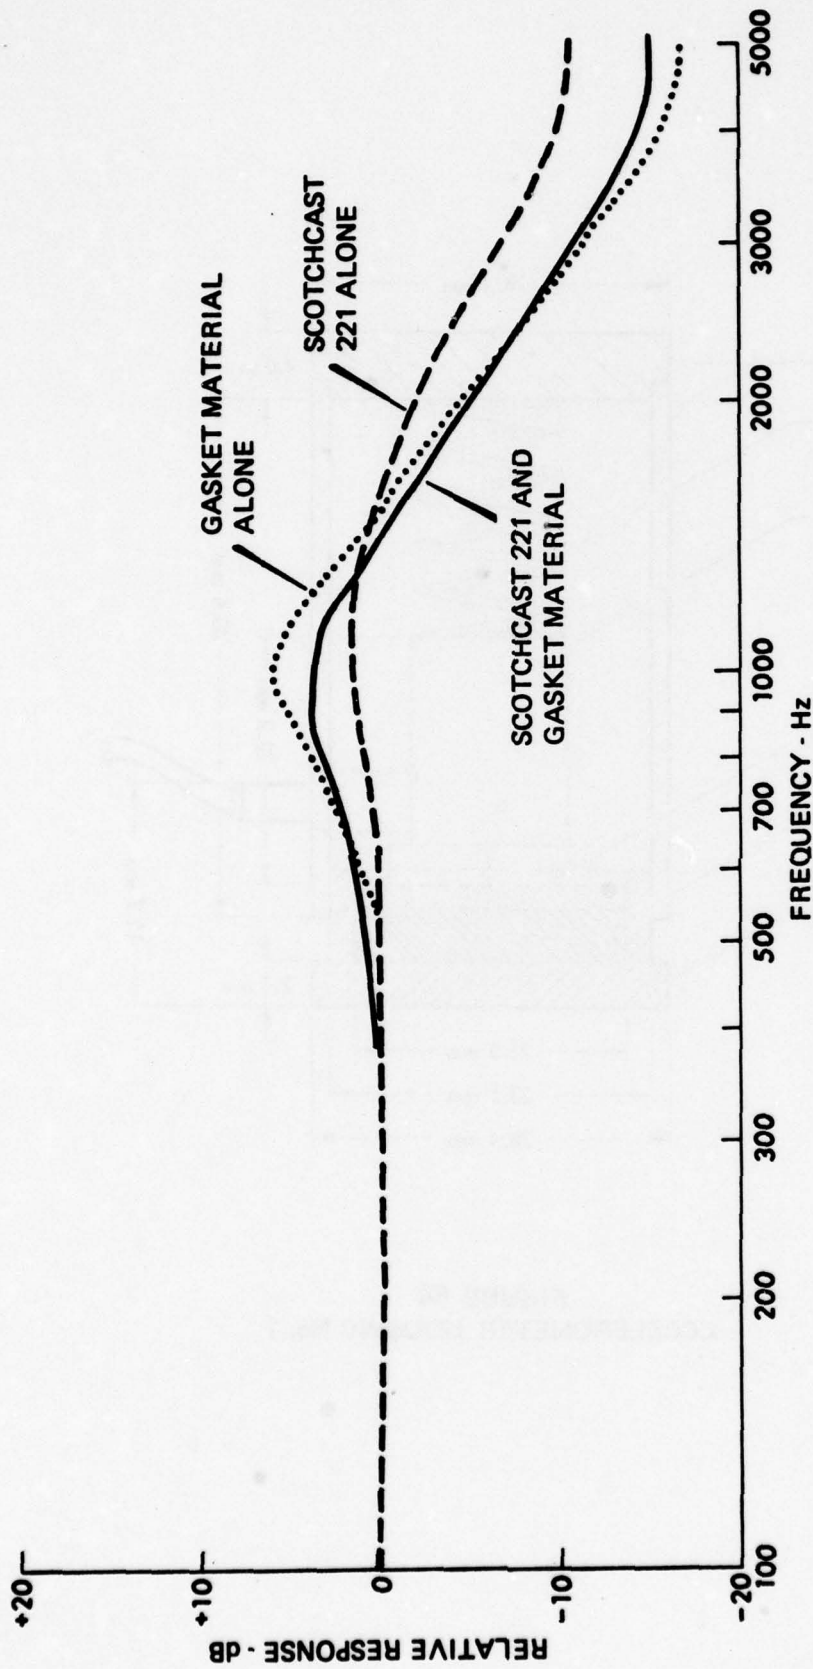 +20
+10
0
-10
-20
RELATIVE RESPONSE - dB
GASKET MATERIAL
ALONE
SCOTCHCAST
221 ALONE
SCOTCHCAST 221 AND
GASKET MATERIAL
100
200
300
500
700
1000
2000
3000
5000
FREQUENCY - Hz